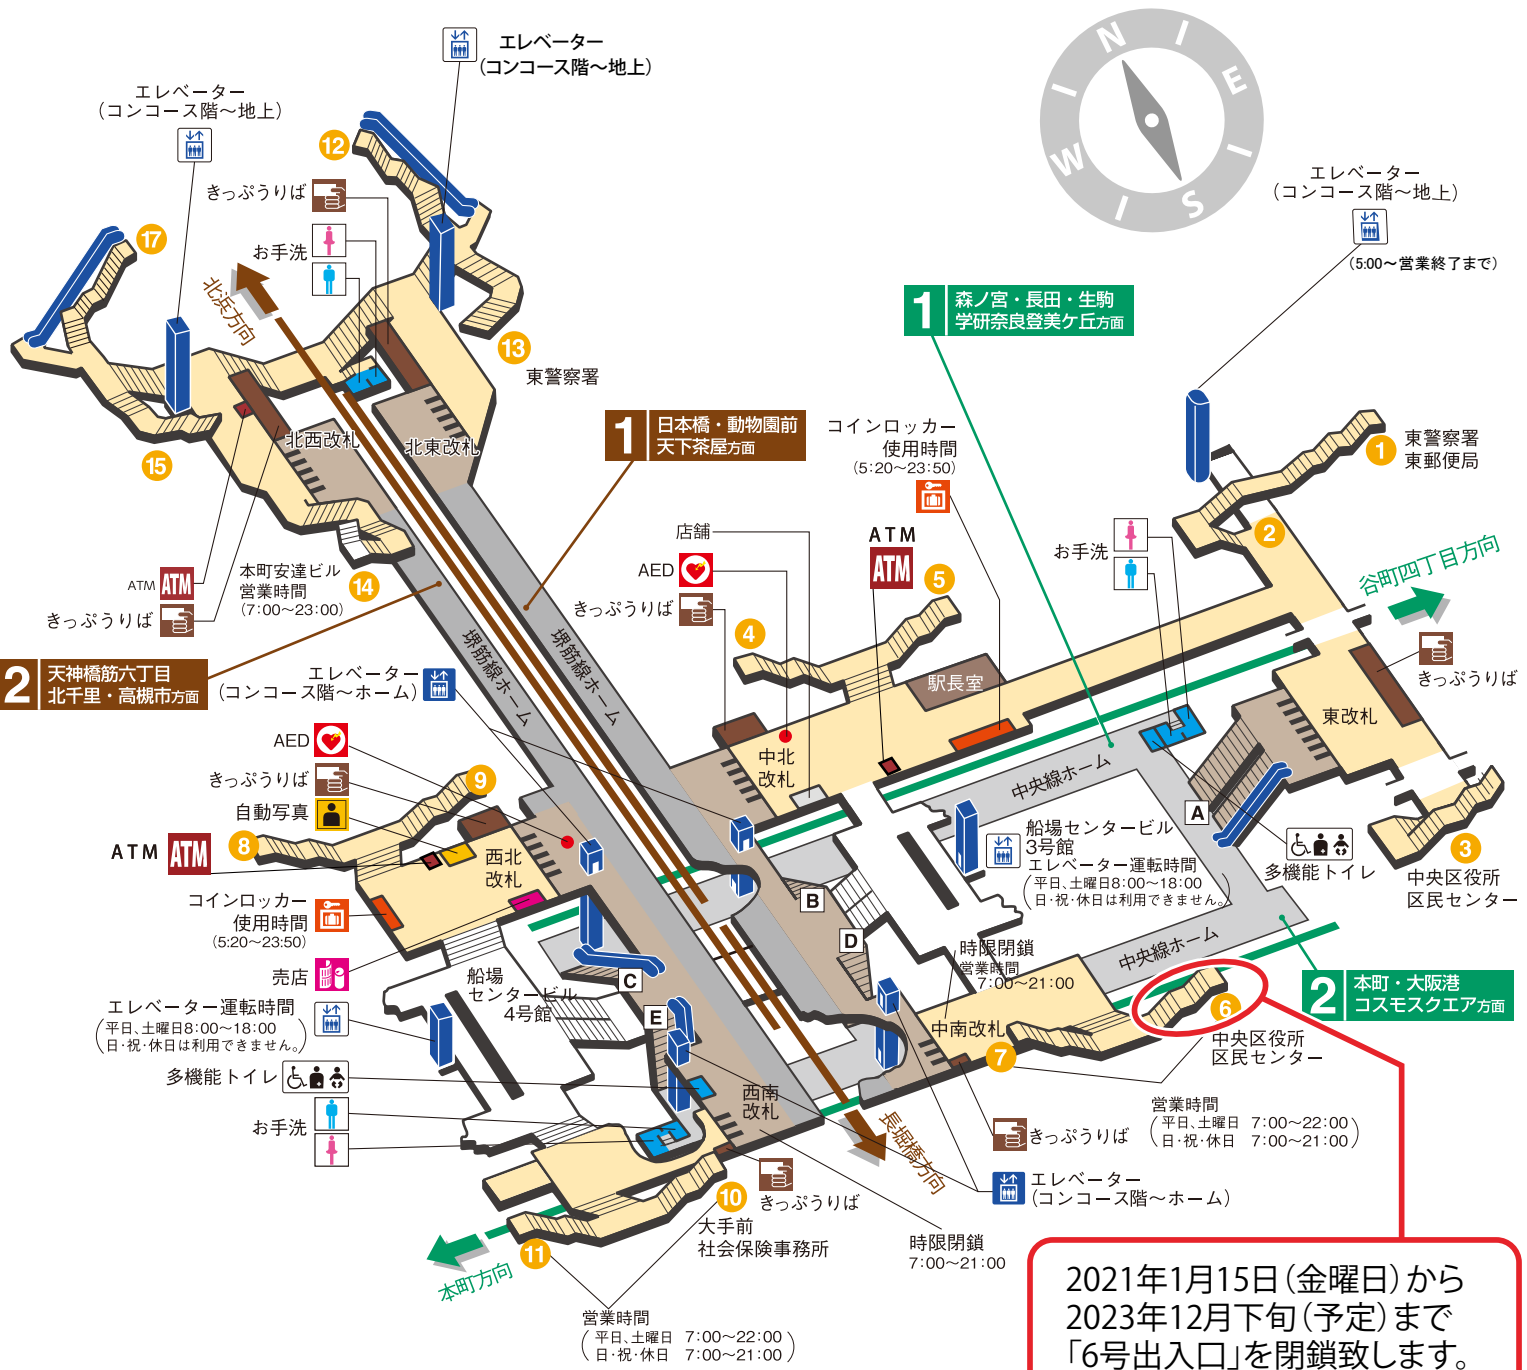 エレベーター
(コンコース階～地上)
N
E
S
W
エレベーター
(コンコース階～地上)
12
きっぷうりば
お手洗
17
北浜方向
13
東警察署
エレベーター
(コンコース階～地上)
(5:00～営業終了まで)
1 森ノ宮・長田・生駒
学研奈良登美ケ丘方面
1 日本橋・動物園前
天下茶屋方面
北西改札
北東改札
15
コインロッカー
使用時間
(5:20～23:50)
1
東警察署
東郵便局
2
お手洗
谷町四丁目方向
ATM ATM
きっぷうりば
本町安達ビル
営業時間
(7:00～23:00)
14
店舗
AED
きっぷうりば
ATM
ATM
5
4
堺筋線ホーム
堺筋線ホーム
2 天神橋筋六丁目
北千里・高槻市方面
エレベーター
(コンコース階～ホーム)
駅長室
きっぷうりば
東改札
中北
改札
中央線ホーム
AED
きっぷうりば
自動写真
ATM ATM
9
8
西北
改札
コインロッカー
使用時間
(5:20～23:50)
売店
A
船場センタービル
3号館
エレベーター運転時間
(平日、土曜日8:00～18:00
日・祝・休日は利用できません。)
多機能トイレ
3
中央区役所
区民センター
B
D
C
E
時限閉鎖
営業時間
7:00～21:00
中央線ホーム
2 本町・大阪港
コスモスクエア方面
船場
センタービル
4号館
エレベーター運転時間
(平日、土曜日8:00～18:00
日・祝・休日は利用できません。)
多機能トイレ
お手洗
中南改札
7
6
中央区役所
区民センター
営業時間
(平日、土曜日 7:00～22:00
日・祝・休日 7:00～21:00)
西南
改札
長堀橋方向
きっぷうりば
エレベーター
(コンコース階～ホーム)
きっぷうりば
10
大手前
社会保険事務所
11
本町方向
時限閉鎖
7:00～21:00
営業時間
(平日、土曜日 7:00～22:00
日・祝・休日 7:00～21:00)
2021年1月15日(金曜日)から
2023年12月下旬(予定)まで
「6号出入口」を閉鎖致します。